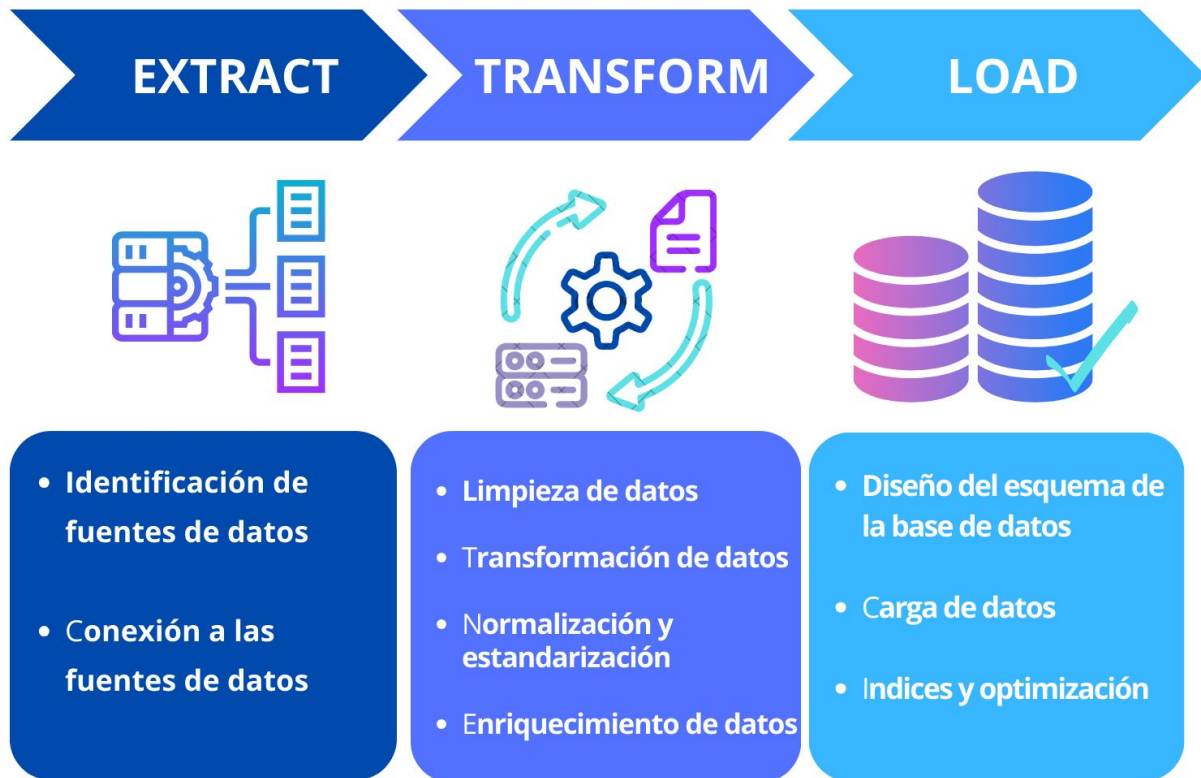 EXTRACT
TRANSFORM
LOAD
• Identificación de
fuentes de datos
• Conexión a las
fuentes de datos
• Limpieza de datos
• Transformación de datos
• Normalización y
estandarización
• Enriquecimiento de datos
• Diseño del esquema de
la base de datos
• Carga de datos
• Indices y optimización